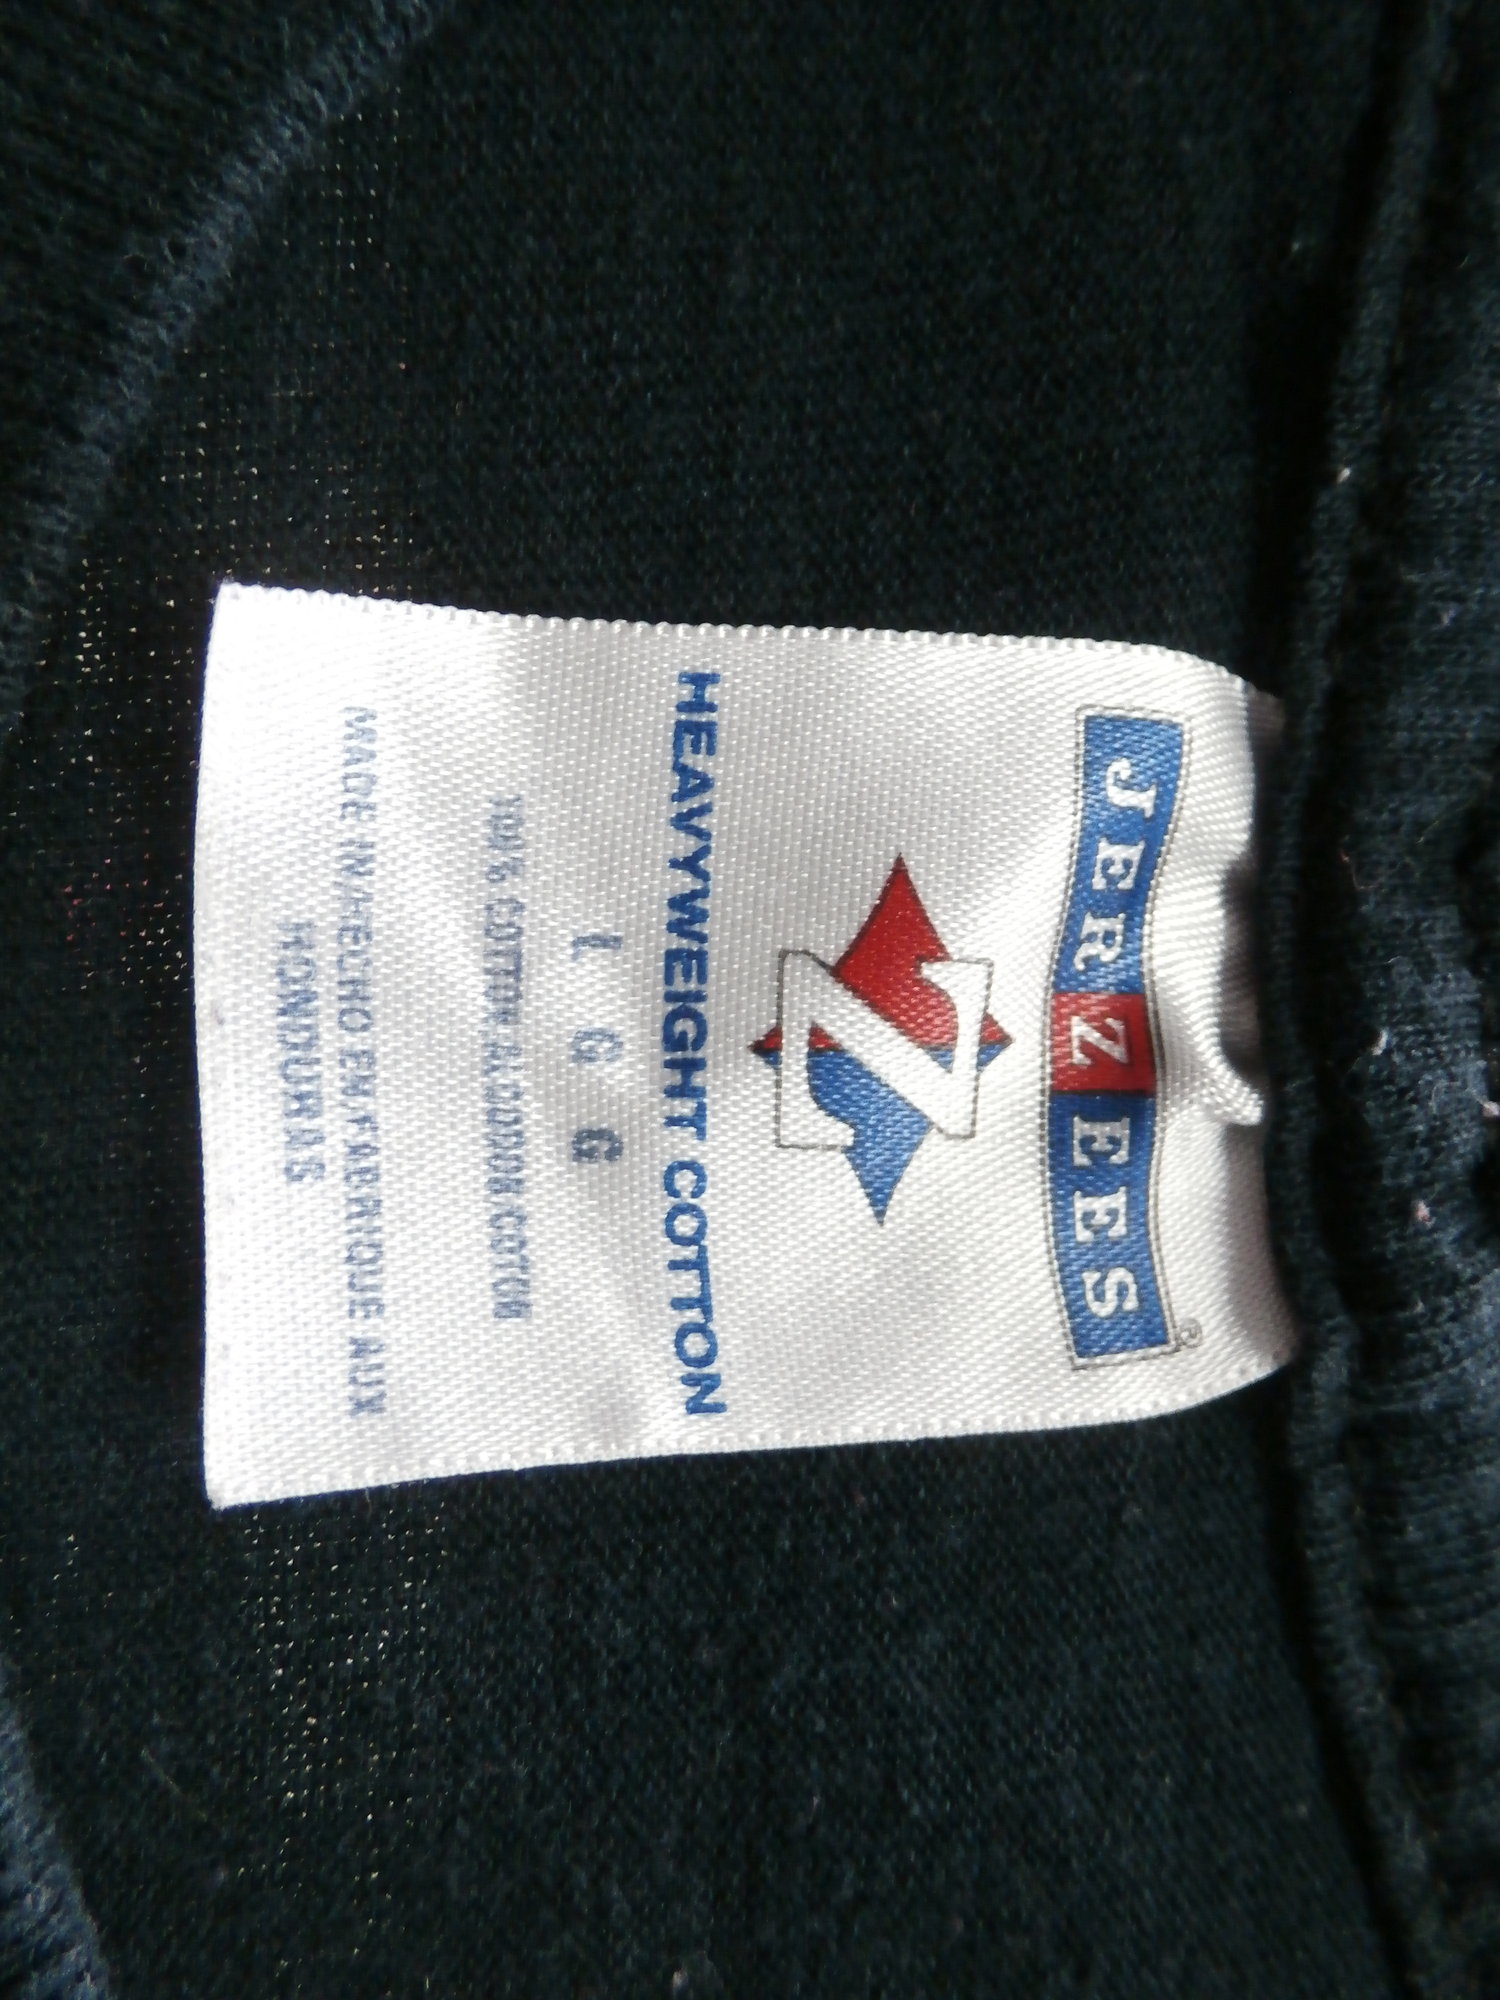 JERZEES®
Z
HEAVYWEIGHT COTTON
L G G
100% COTTON ALGODON COTON
MADE IN/HECHO EN/FABRIQUE AUX
HONDURAS